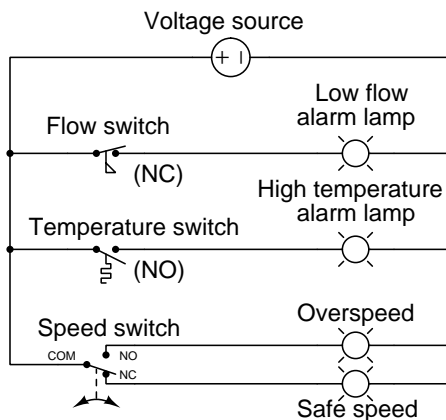 Voltage source
+ -
Low flow
alarm lamp
Flow switch
(NC)
High temperature
alarm lamp
Temperature switch
(NO)
Overspeed
Speed switch
COM
NO
NC
Safe speed